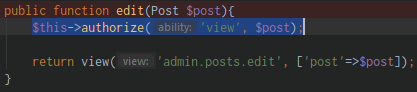 public function edit(Post $post){
$this->authorize( ability: 'view', $post);
return view( view: 'admin.posts.edit', ['post'=>$post]);
}